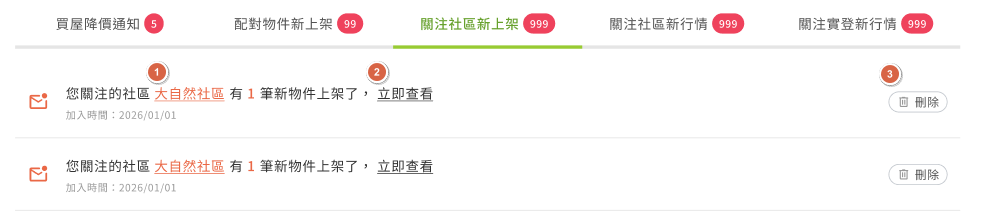 買屋降價通知 5 配對物件新上架 99 關注社區新上架 999 關注社區新行情 999 關注實登新行情 999
1 2 3
您關注的社區 大自然社區 有 1 筆新物件上架了， 立即查看 刪除
加入時間：2026/01/01
您關注的社區 大自然社區 有 1 筆新物件上架了， 立即查看 刪除
加入時間：2026/01/01